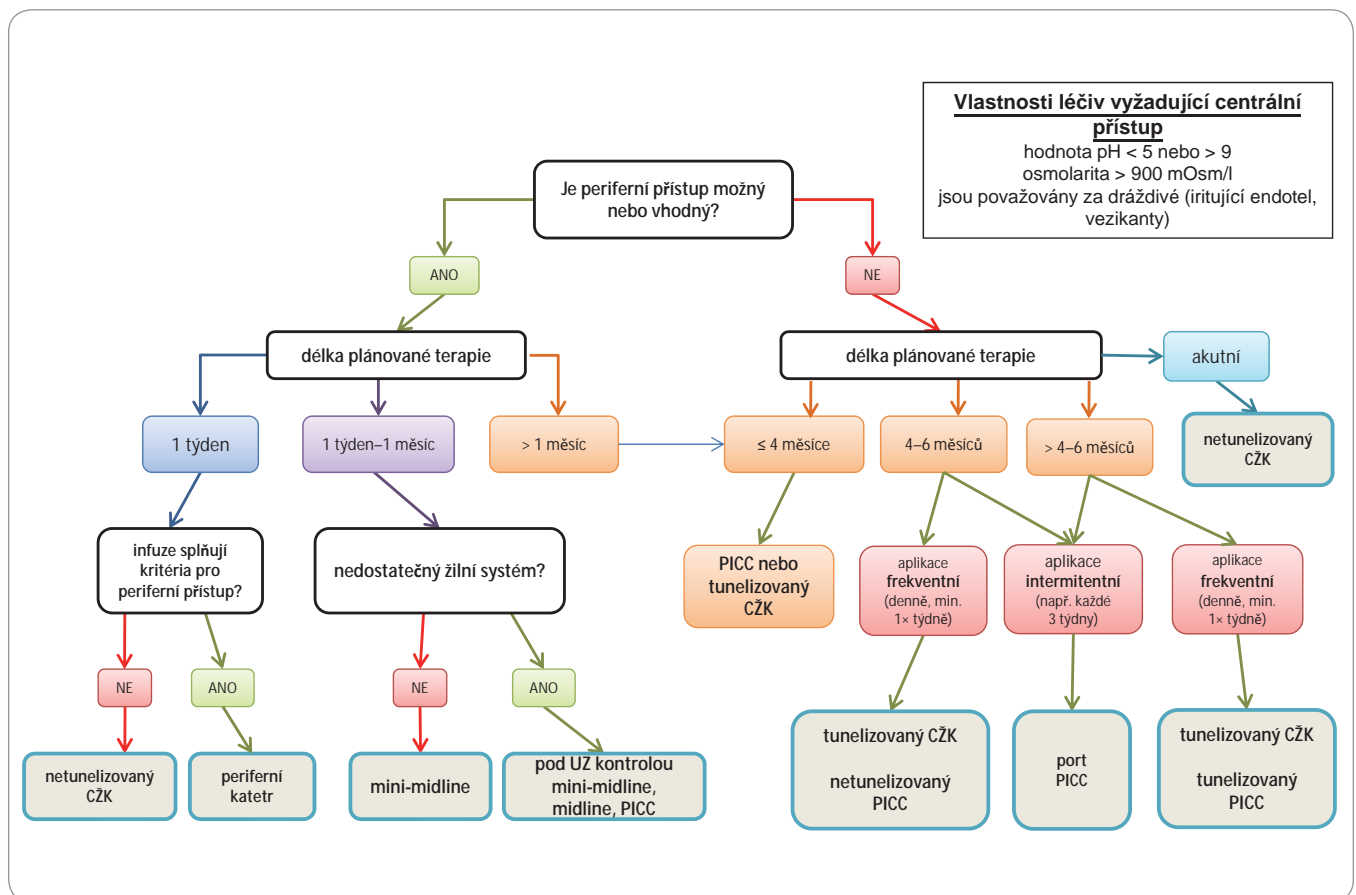 Vlastnosti léčiv vyžadující centrální
přístup
hodnota pH < 5 nebo > 9
osmolarita > 900 mOsm/l
jsou považovány za dráždivé (iritující endotel,
vezikanty)
Je periferní přístup možný
nebo vhodný?
ANO
NE
délka plánované terapie
délka plánované terapie
akutní
1 týden
1 týden–1 měsíc
> 1 měsíc
≤ 4 měsíce
4–6 měsíců
> 4–6 měsíců
netunelizovaný
CŽK
infuze splňují
kritéria pro
periferní přístup?
nedostatečný žilní systém?
PICC nebo
tunelizovaný
CŽK
aplikace
frekventní
(denně, min.
1× týdně)
aplikace
intermitentní
(např. každé
3 týdny)
aplikace
frekventní
(denně, min.
1× týdně)
NE
ANO
NE
ANO
netunelizovaný
CŽK
periferní
katetr
mini-midline
pod UZ kontrolou
mini-midline,
midline, PICC
tunelizovaný CŽK
netunelizovaný
PICC
port
PICC
tunelizovaný CŽK
tunelizovaný
PICC